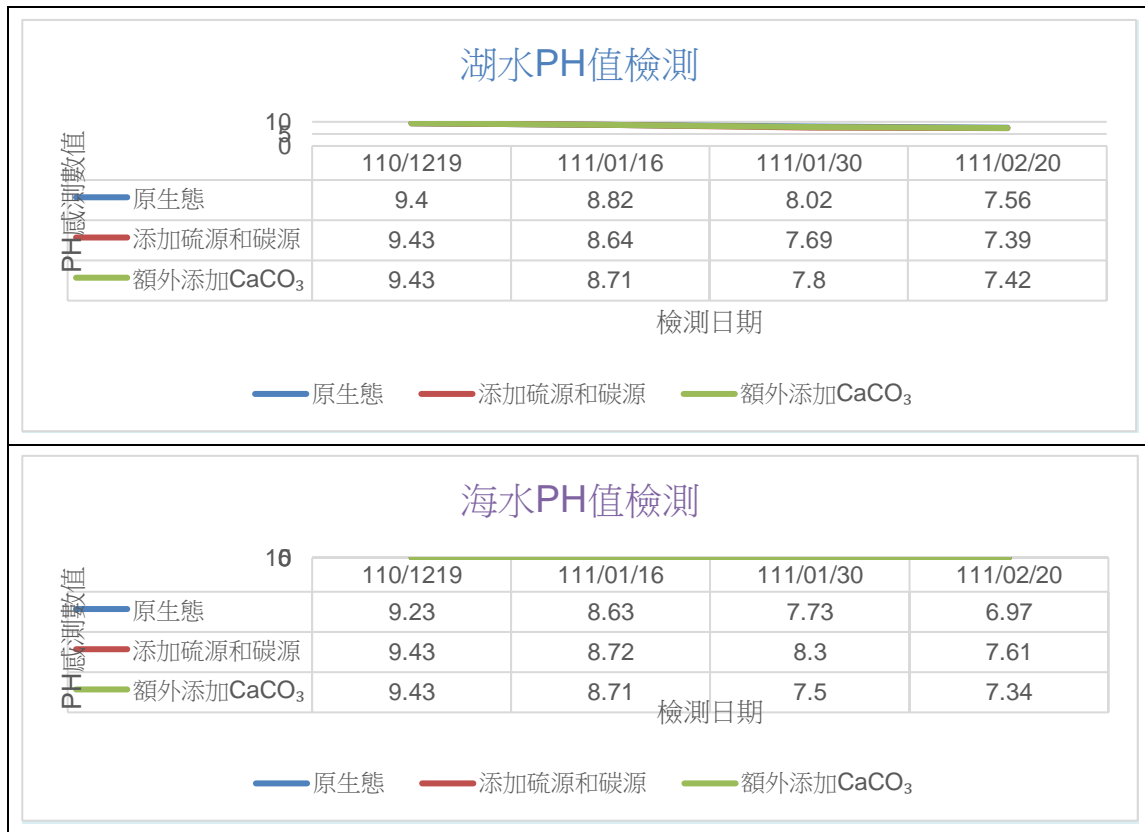 湖水PH值檢測
10
5
0
PH感測數值
110/1219 111/01/16 111/01/30 111/02/20
原生態 9.4 8.82 8.02 7.56
添加硫源和碳源 9.43 8.64 7.69 7.39
額外添加CaCO₃ 9.43 8.71 7.8 7.42
檢測日期
原生態 添加硫源和碳源 額外添加CaCO₃
海水PH值檢測
PH感測數值
110/1219 111/01/16 111/01/30 111/02/20
原生態 9.23 8.63 7.73 6.97
添加硫源和碳源 9.43 8.72 8.3 7.61
額外添加CaCO₃ 9.43 8.71 7.5 7.34
檢測日期
原生態 添加硫源和碳源 額外添加CaCO₃